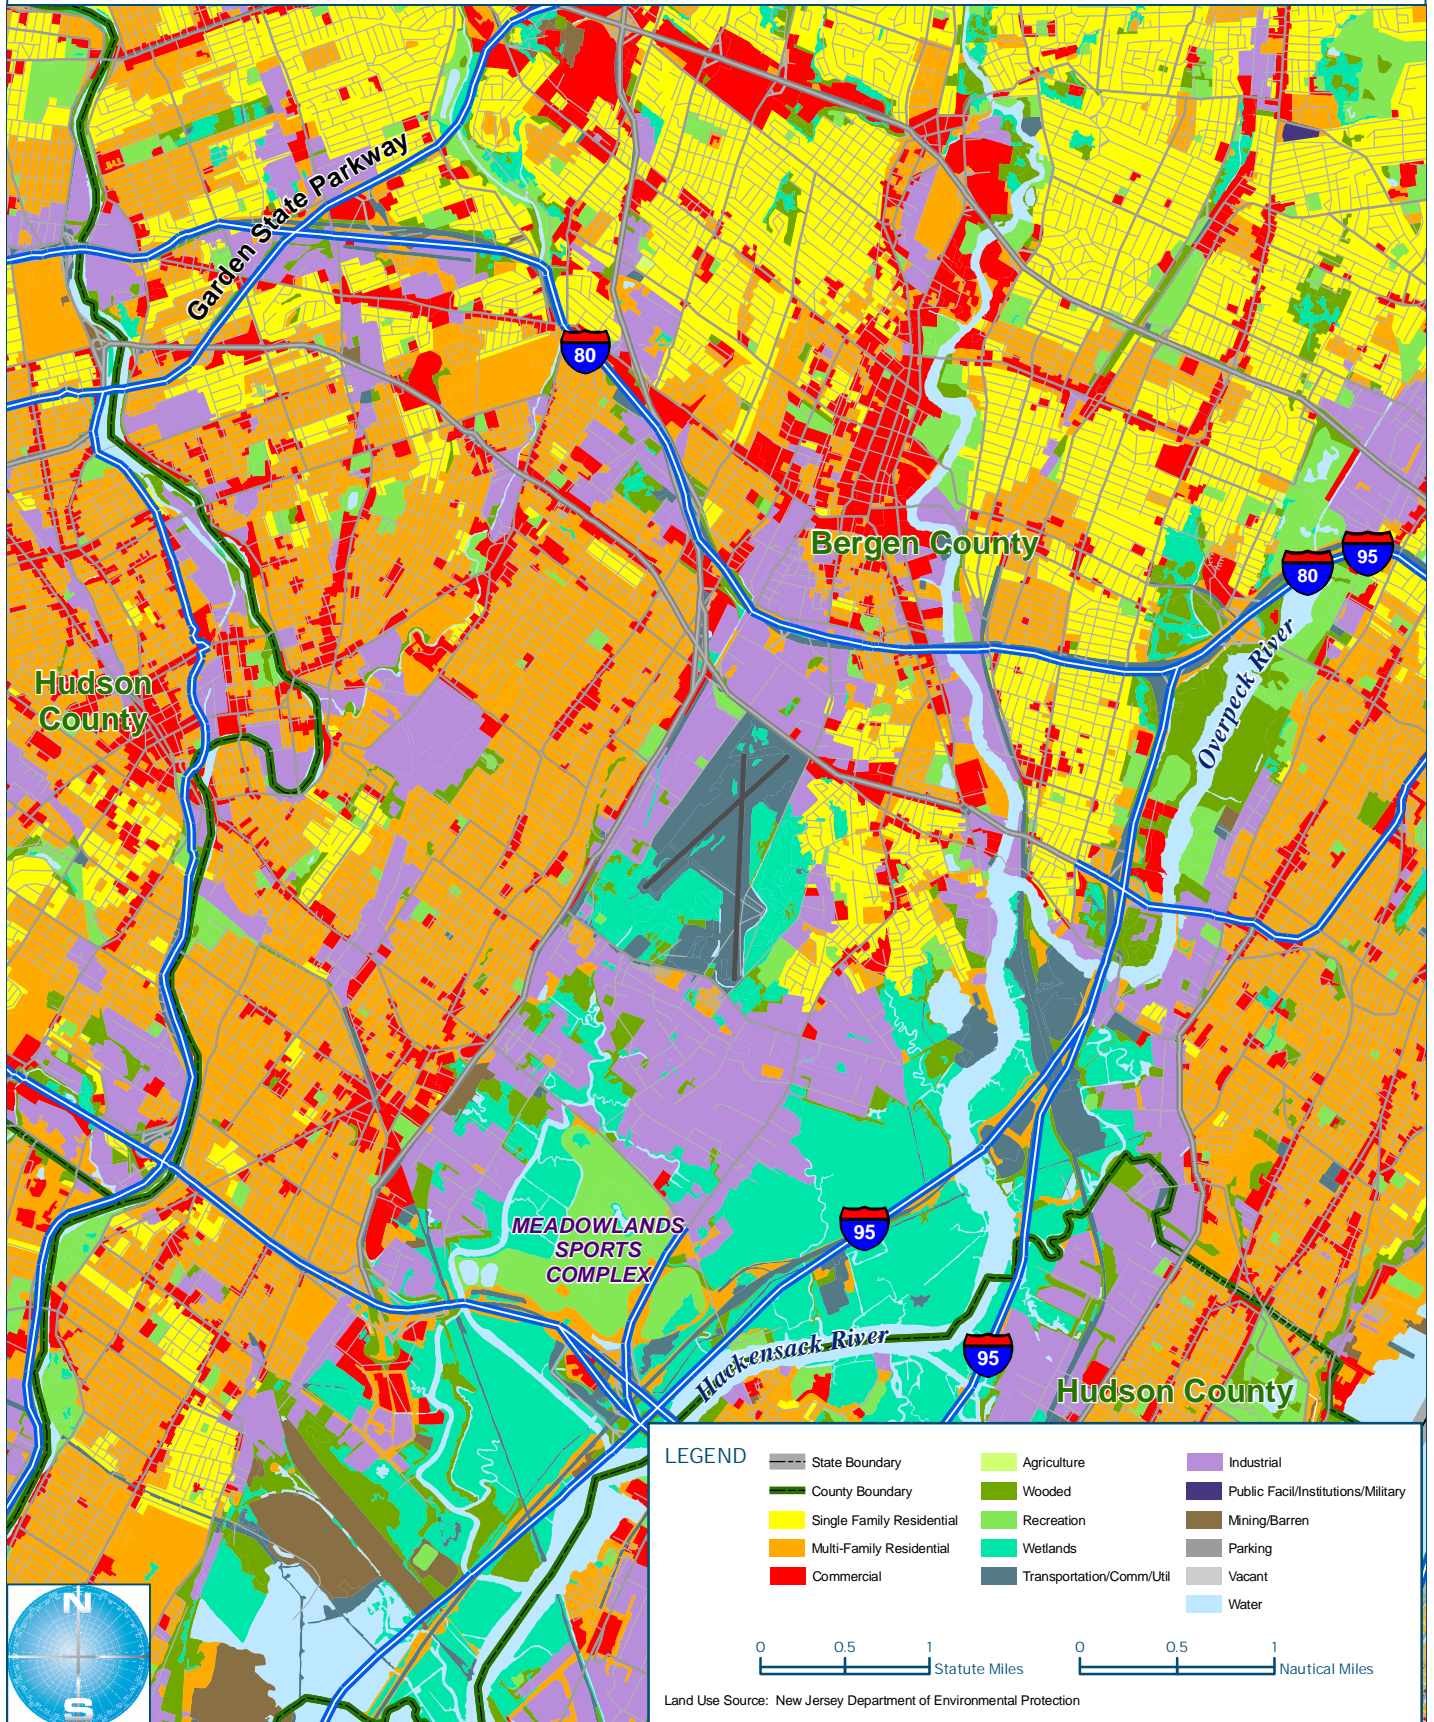 Garden State Parkway
80
Bergen County
95
80
Overpeck River
Hudson
County
MEADOWLANDS
SPORTS
COMPLEX
95
Hackensack River
95
Hudson County
LEGEND
State Boundary
County Boundary
Single Family Residential
Multi-Family Residential
Commercial
Agriculture
Wooded
Recreation
Wetlands
Transportation/Comm/Util
Industrial
Public Facil/Institutions/Military
Mining/Barren
Parking
Vacant
Water
0 0.5 1
Statute Miles
0 0.5 1
Nautical Miles
Land Use Source: New Jersey Department of Environmental Protection
N
S